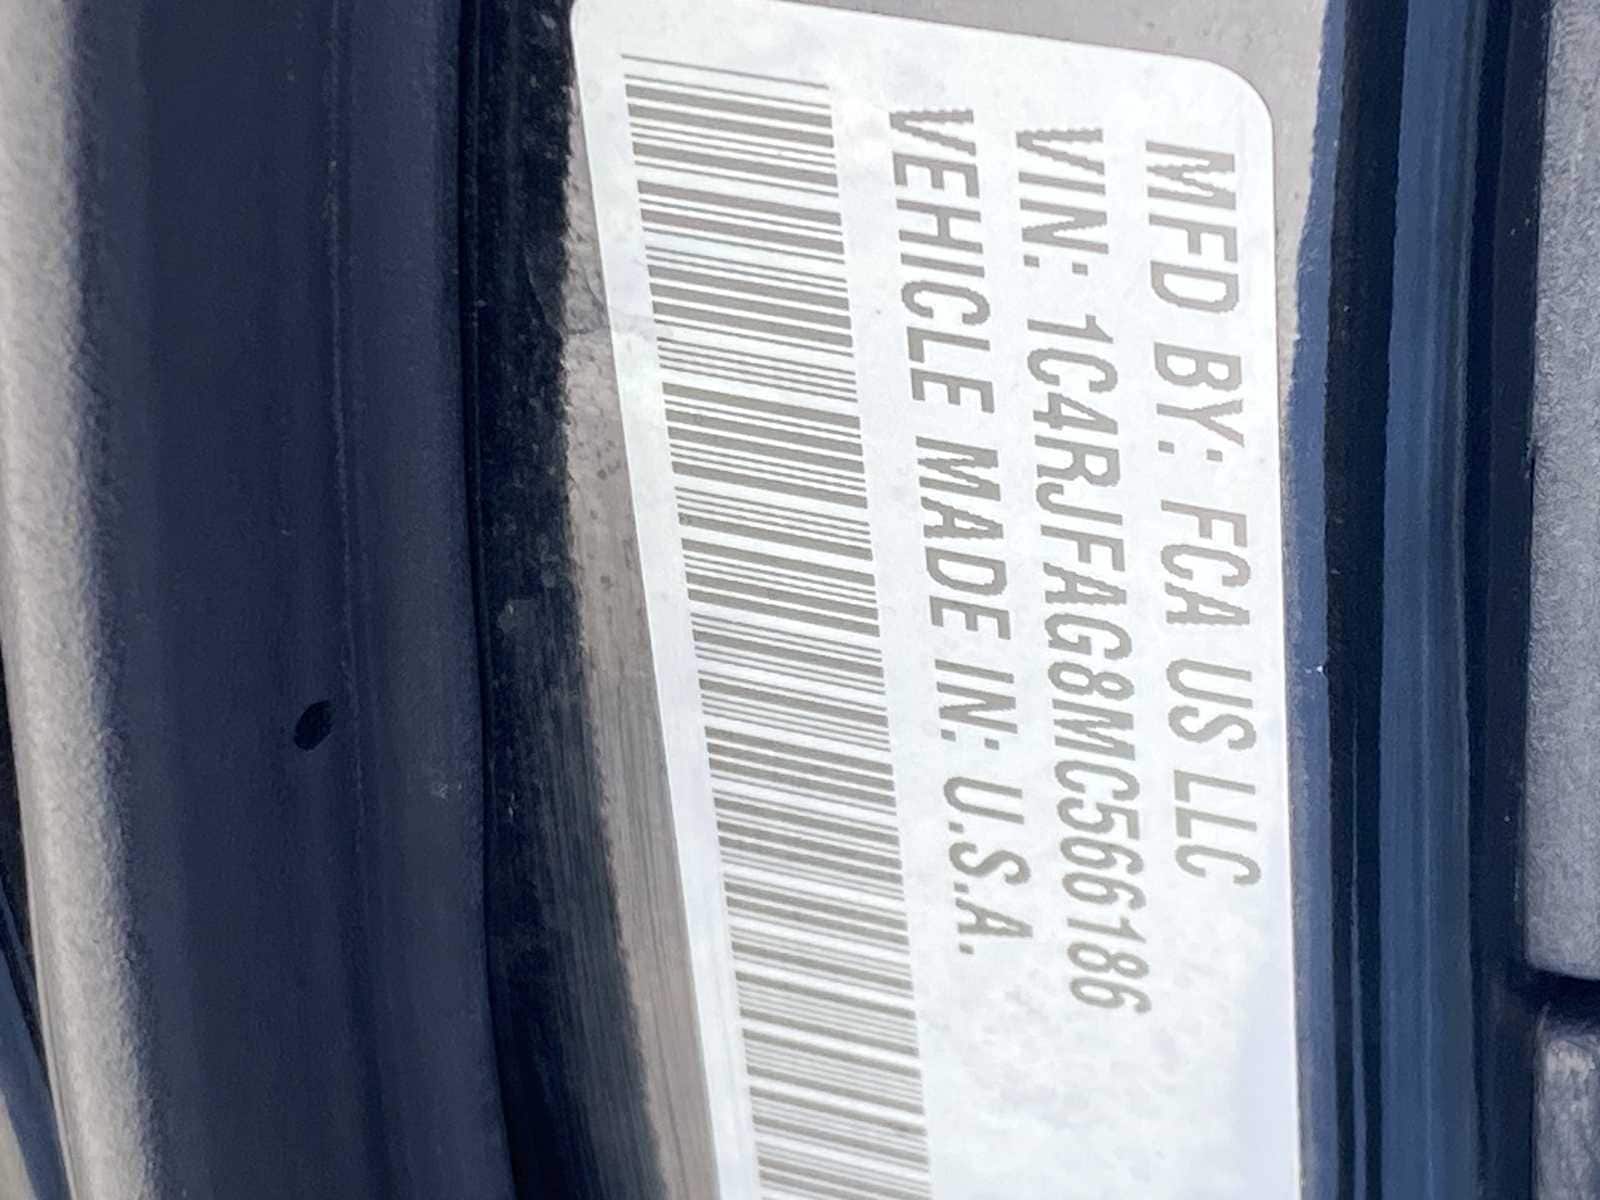 MFD BY: FCA US LLC
VIN: 1C4RJFAG8MC566186
VEHICLE MADE IN: U.S.A.